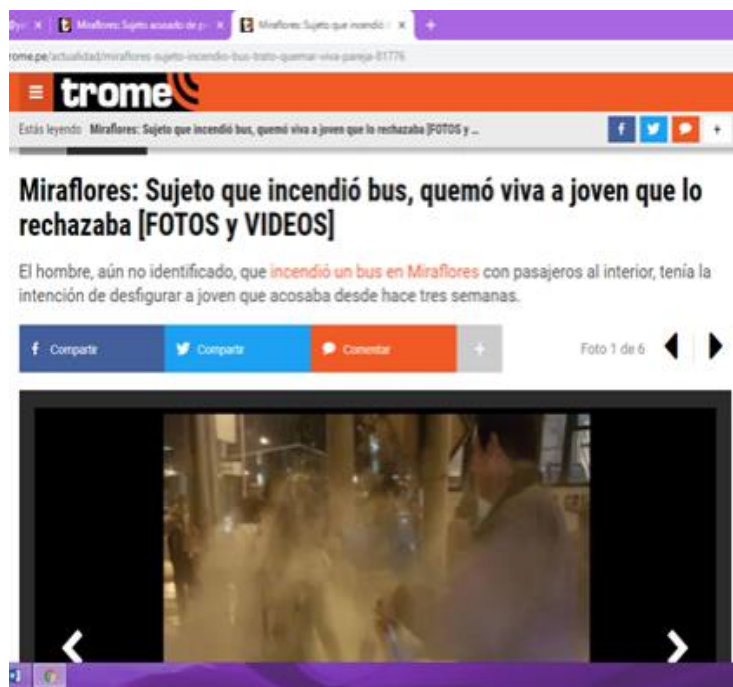 Miraflores: Sujeto acusado de p
Miraflores: Sujeto que incendió
rome.pe/actualidad/miraflores-sujeto-incendio-bus-trato-quemar-viva-pareja-81776
trome
Estás leyendo Miraflores: Sujeto que incendió bus, quemó viva a joven que lo rechazaba [FOTOS y ...
Miraflores: Sujeto que incendió bus, quemó viva a joven que lo
rechazaba [FOTOS y VIDEOS]
El hombre, aún no identificado, que incendió un bus en Miraflores con pasajeros al interior, tenía la
intención de desfigurar a joven que acosaba desde hace tres semanas.
Compartir Compartir Comentar Foto 1 de 6